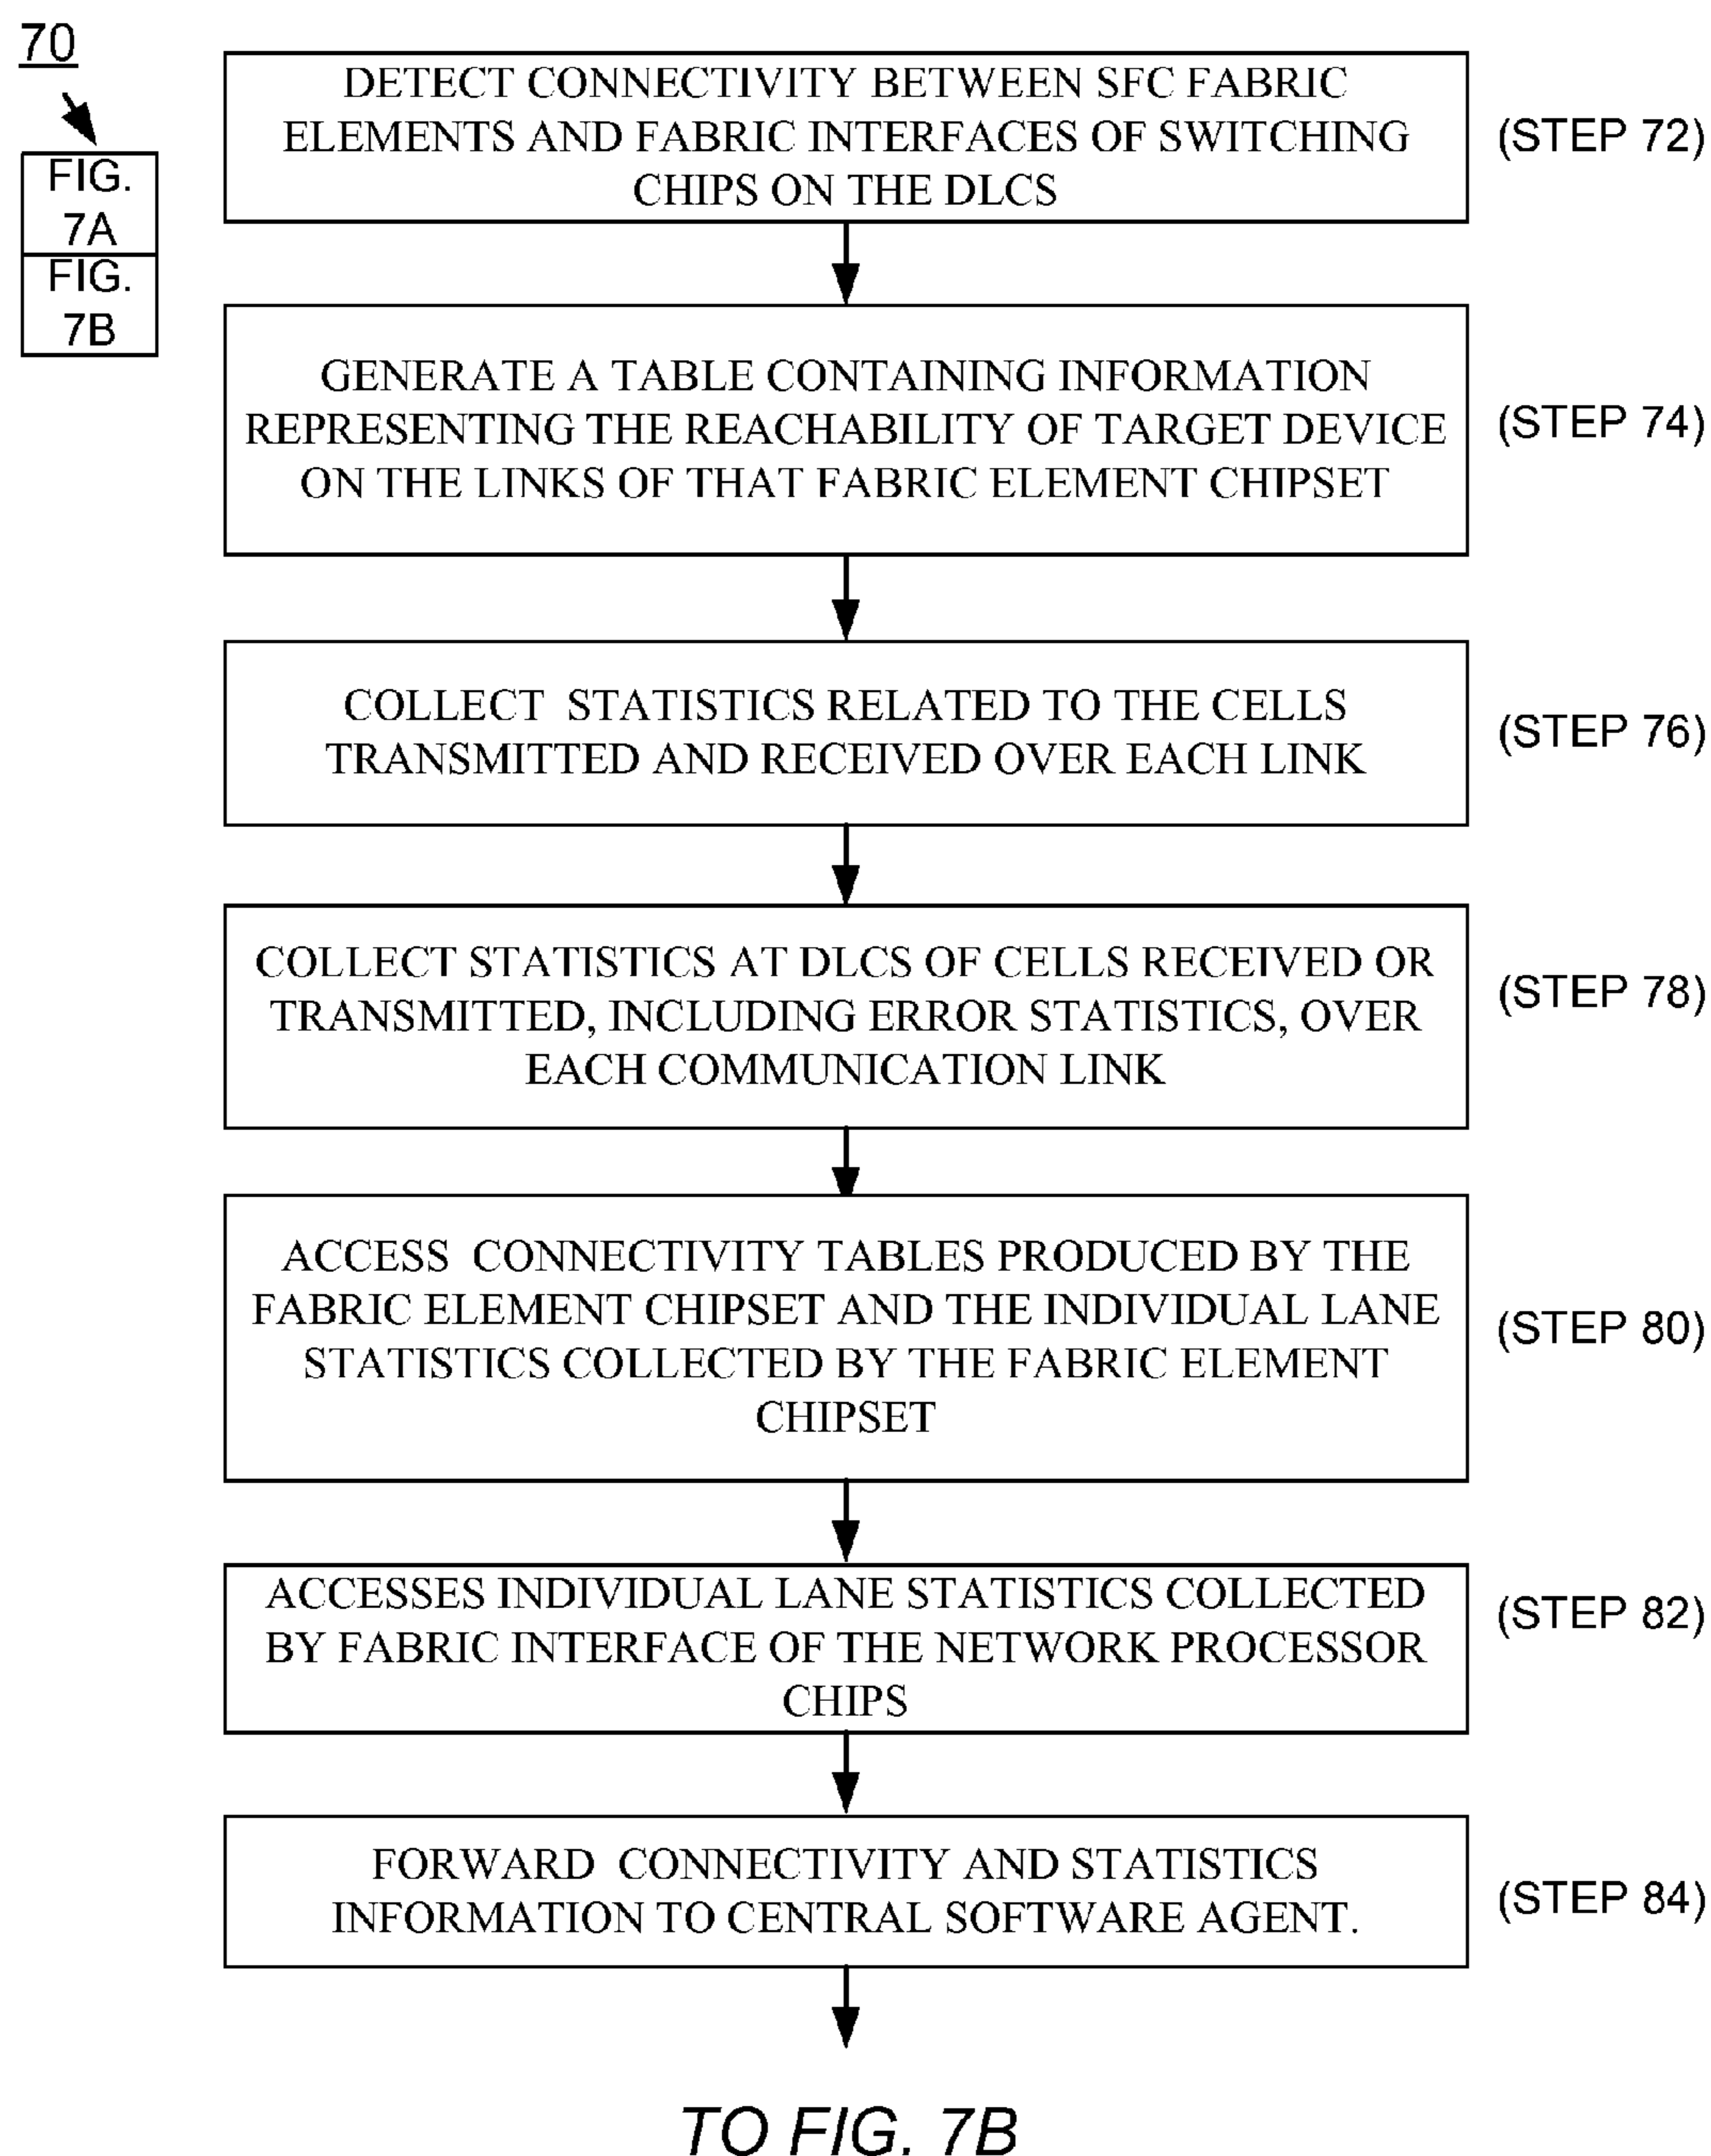 70
FIG.
7A
FIG.
7B
DETECT CONNECTIVITY BETWEEN SFC FABRIC
ELEMENTS AND FABRIC INTERFACES OF SWITCHING
CHIPS ON THE DLCS
(STEP 72)
GENERATE A TABLE CONTAINING INFORMATION
REPRESENTING THE REACHABILITY OF TARGET DEVICE
ON THE LINKS OF THAT FABRIC ELEMENT CHIPSET
(STEP 74)
COLLECT STATISTICS RELATED TO THE CELLS
TRANSMITTED AND RECEIVED OVER EACH LINK
(STEP 76)
COLLECT STATISTICS AT DLCS OF CELLS RECEIVED OR
TRANSMITTED, INCLUDING ERROR STATISTICS, OVER
EACH COMMUNICATION LINK
(STEP 78)
ACCESS CONNECTIVITY TABLES PRODUCED BY THE
FABRIC ELEMENT CHIPSET AND THE INDIVIDUAL LANE
STATISTICS COLLECTED BY THE FABRIC ELEMENT
CHIPSET
(STEP 80)
ACCESSES INDIVIDUAL LANE STATISTICS COLLECTED
BY FABRIC INTERFACE OF THE NETWORK PROCESSOR
CHIPS
(STEP 82)
FORWARD CONNECTIVITY AND STATISTICS
INFORMATION TO CENTRAL SOFTWARE AGENT.
(STEP 84)
TO FIG. 7B